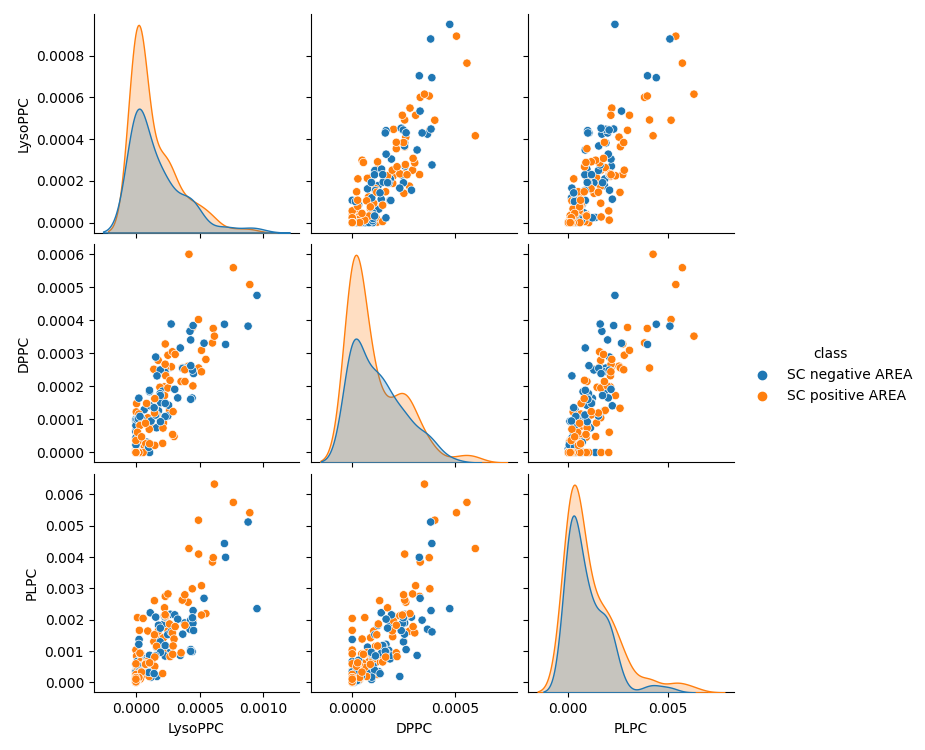 0.0008
0.0006
0.0004
0.0002
0.0000
LysoPPC
0.0006
0.0005
0.0004
0.0003
0.0002
0.0001
0.0000
DPPC
class
SC negative AREA
SC positive AREA
0.006
0.005
0.004
0.003
0.002
0.001
0.000
PLPC
0.0000 0.0005 0.0010
LysoPPC
0.0000 0.0005
DPPC
0.000 0.005
PLPC